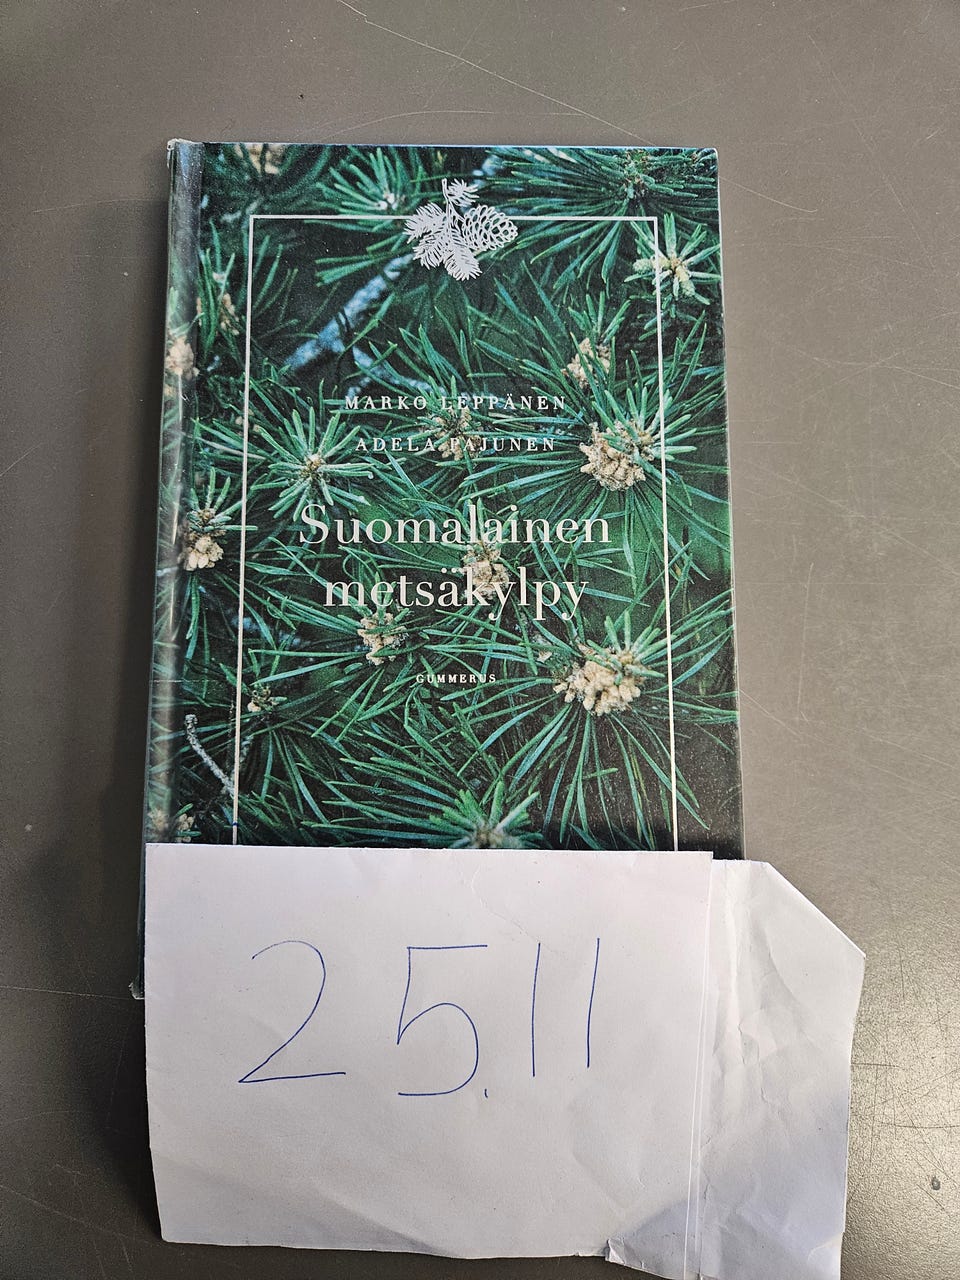 MARKO LEPPÄNEN
ADELA PAJUNEN
Suomalainen
metsäkylpy
GUMMERUS
25.11